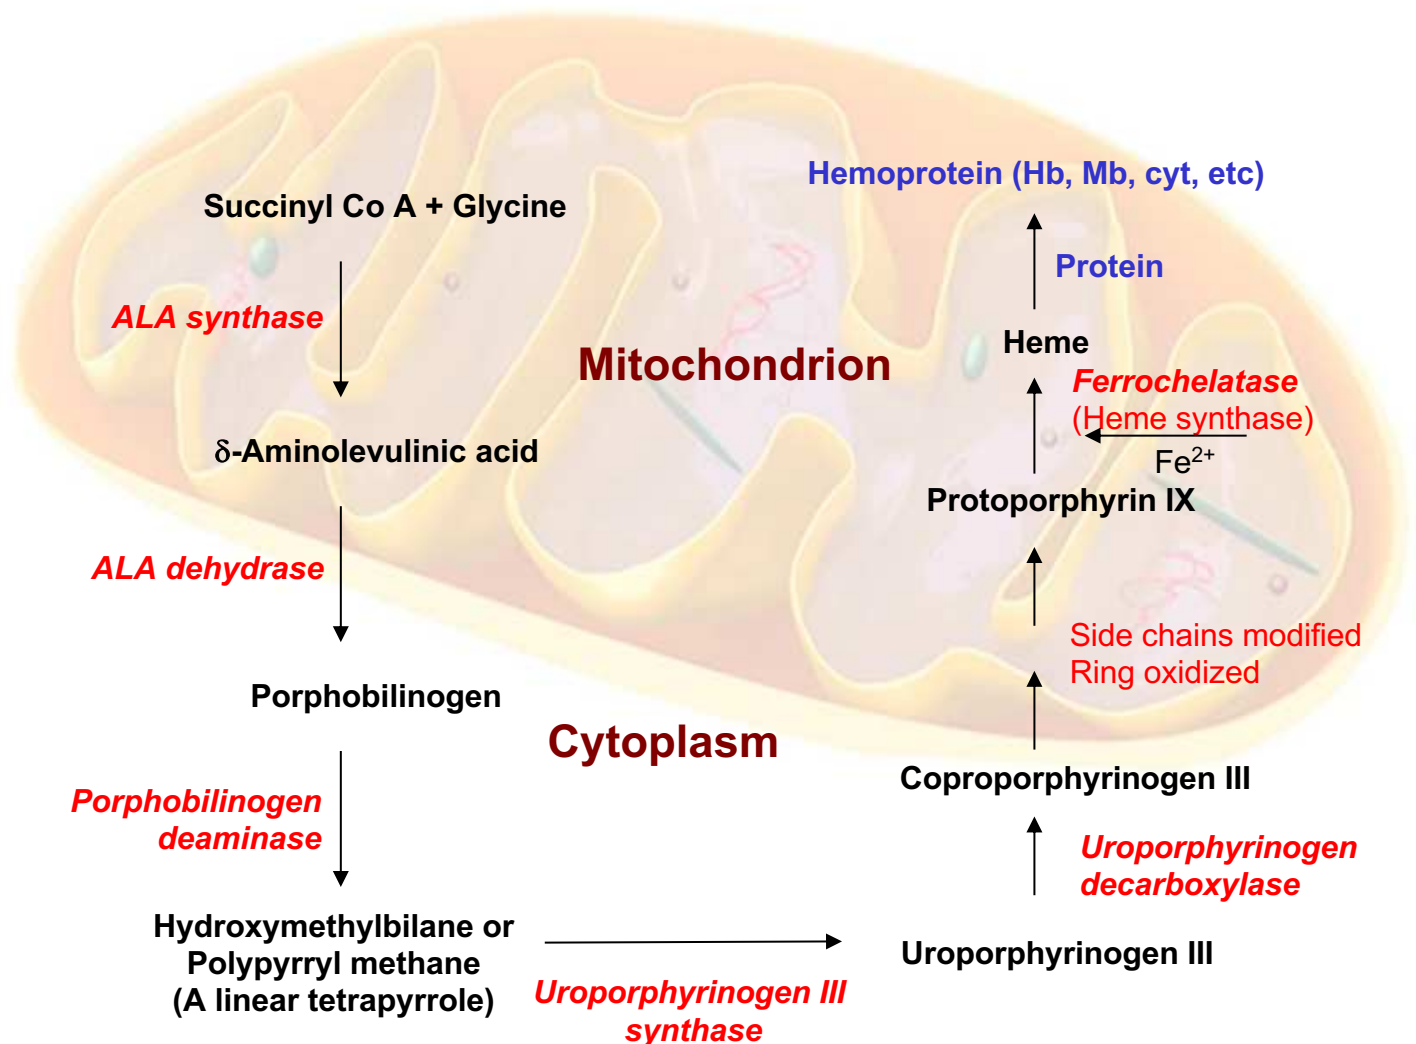 Succinyl Co A + Glycine
ALA synthase
δ-Aminolevulinic acid
ALA dehydrase
Porphobilinogen
Porphobilinogen
deaminase
Hydroxymethylbilane or
Polypyrryl methane
(A linear tetrapyrrole)
Uroporphyrinogen III
synthase
Mitochondrion
Cytoplasm
Hemoprotein (Hb, Mb, cyt, etc)
Protein
Heme
Ferrochelatase
(Heme synthase)
Fe²⁺
Protoporphyrin IX
Side chains modified
Ring oxidized
Coproporphyrinogen III
Uroporphyrinogen
decarboxylase
Uroporphyrinogen III